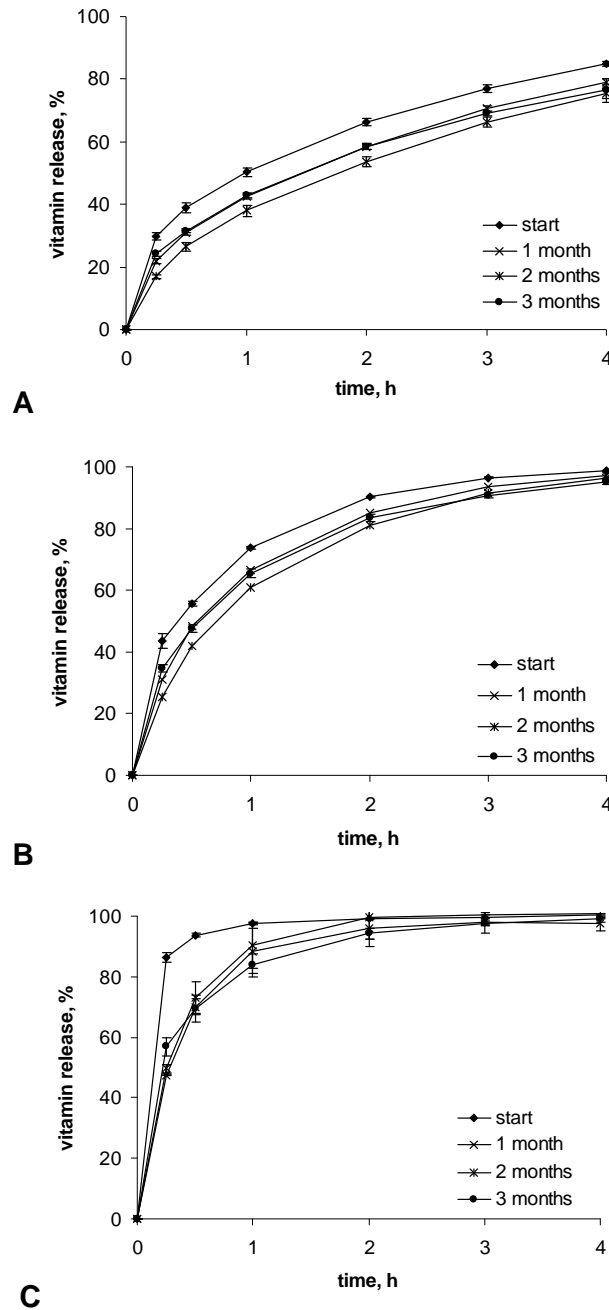 100
80
60
40
20
0
vitamin release, %
start
1 month
2 months
3 months
0 1 2 3 4
time, h
A
100
80
60
40
20
0
vitamin release, %
start
1 month
2 months
3 months
0 1 2 3 4
time, h
B
100
80
60
40
20
0
vitamin release, %
start
1 month
2 months
3 months
0 1 2 3 4
time, h
C